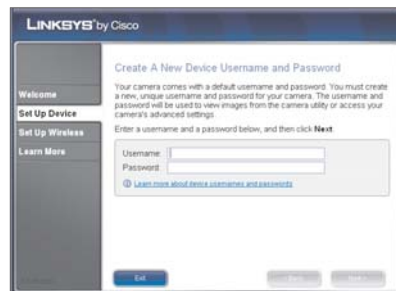 LINKSYS® by Cisco
Welcome
Set Up Device
Set Up Wireless
Learn More
Create A New Device Username and Password
Your camera comes with a default username and password. You must create
a new, unique username and password for your camera. The username and
password will be used to view images from the camera utility or access your
camera's advanced settings
Enter a username and a password below, and then click Next.
Username:
Password:
Learn more about device usernames and passwords
Exit